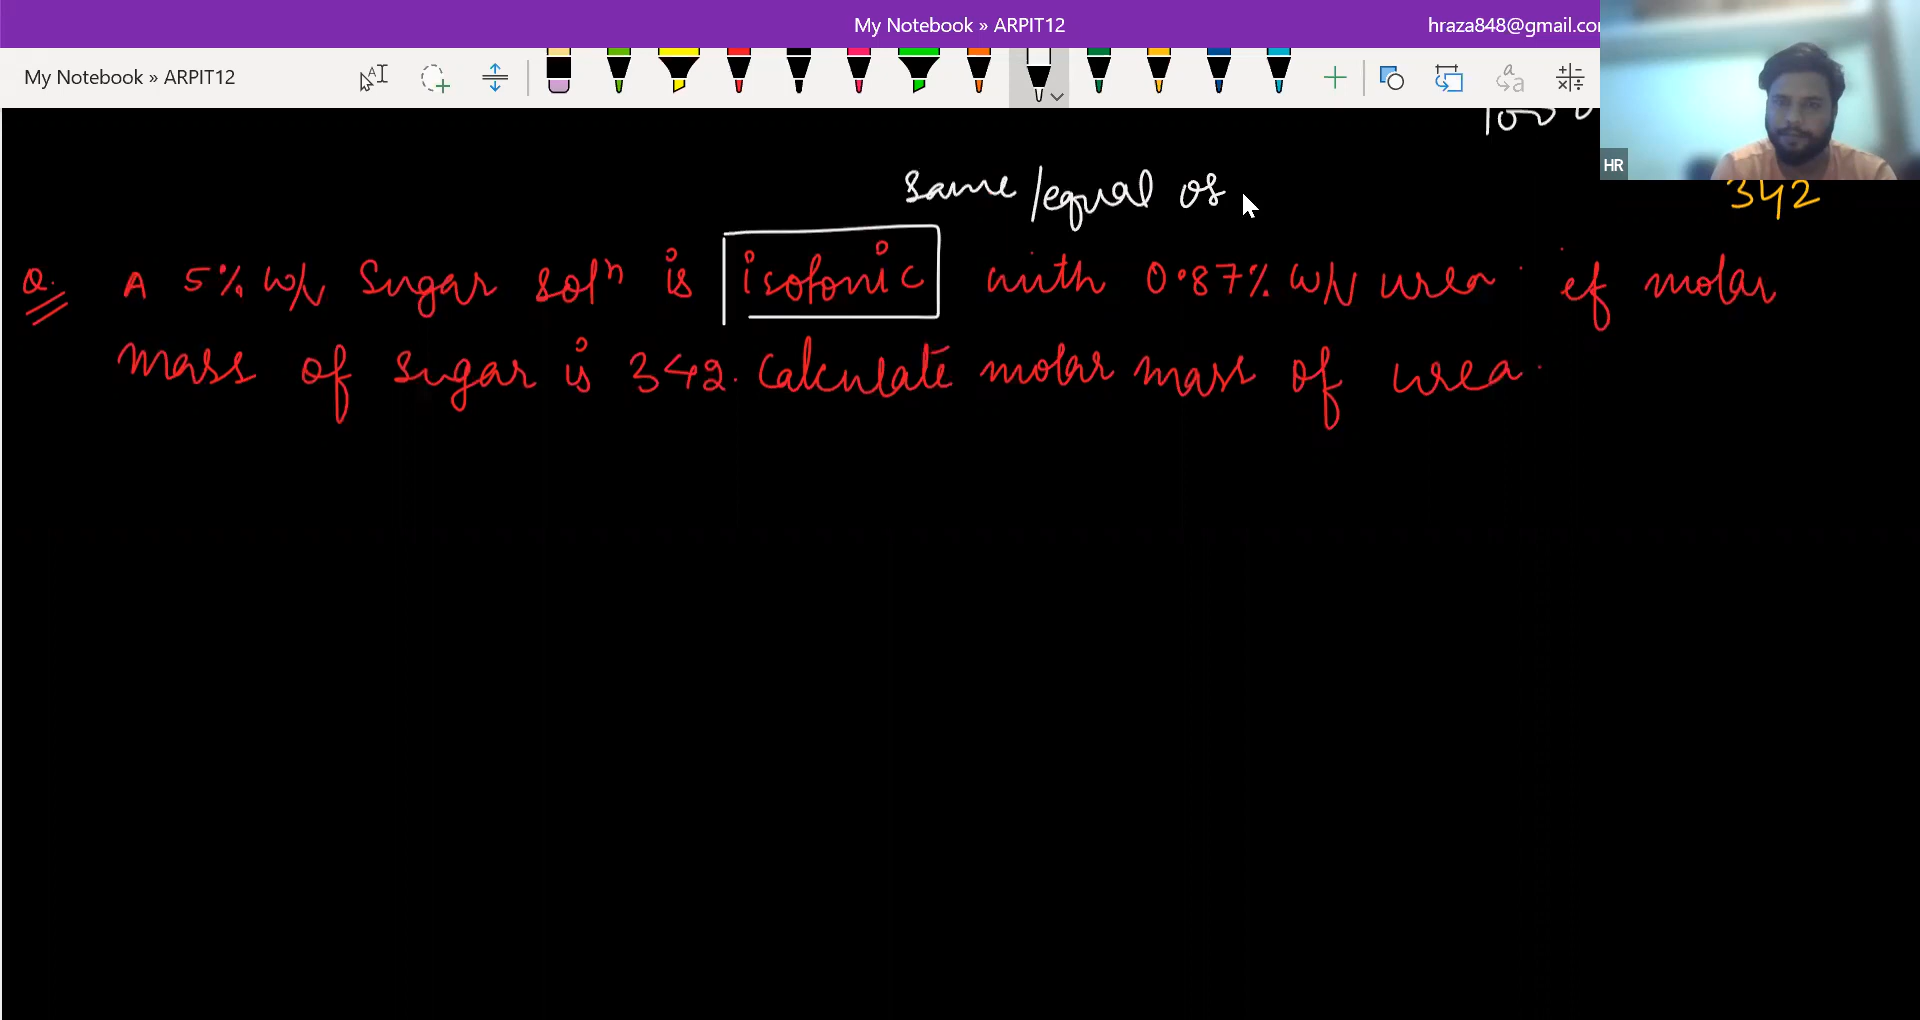 My Notebook » ARPIT12
hraza848@gmail.co
My Notebook » ARPIT12
HR
342
same/equal os
Q. A 5% W/V Sugar solⁿ is isotonic with 0.87% W/V urea if molar
mass of sugar is 342. Calculate molar mass of urea.